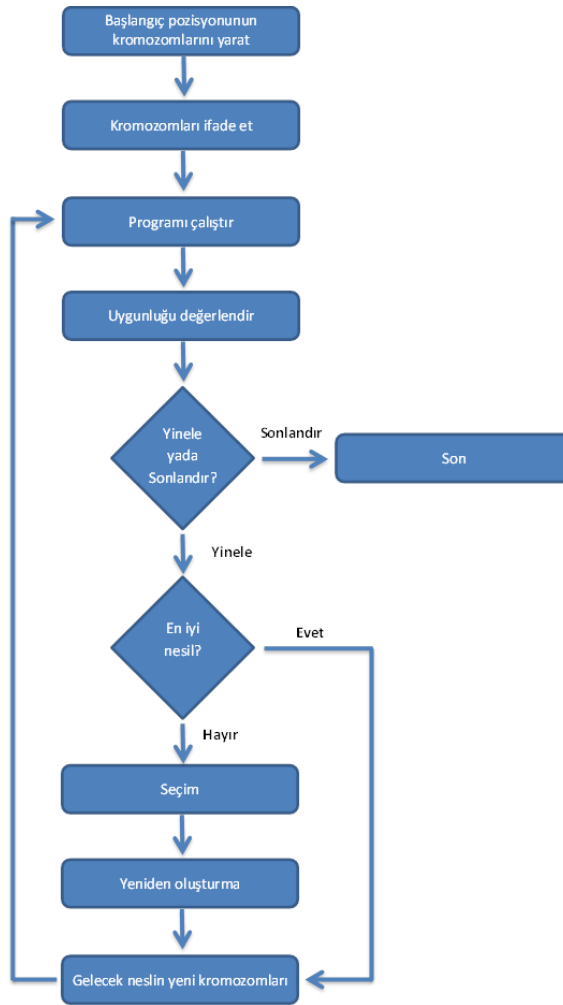 Başlangıç pozisyonunun
kromozomlarını yarat
Kromozomları ifade et
Programı çalıştır
Uygunluğu değerlendir
Yinele
yada
Sonlandır?
Sonlandır
Son
Yinele
En iyi
nesil?
Evet
Hayır
Seçim
Yeniden oluşturma
Gelecek neslin yeni kromozomları